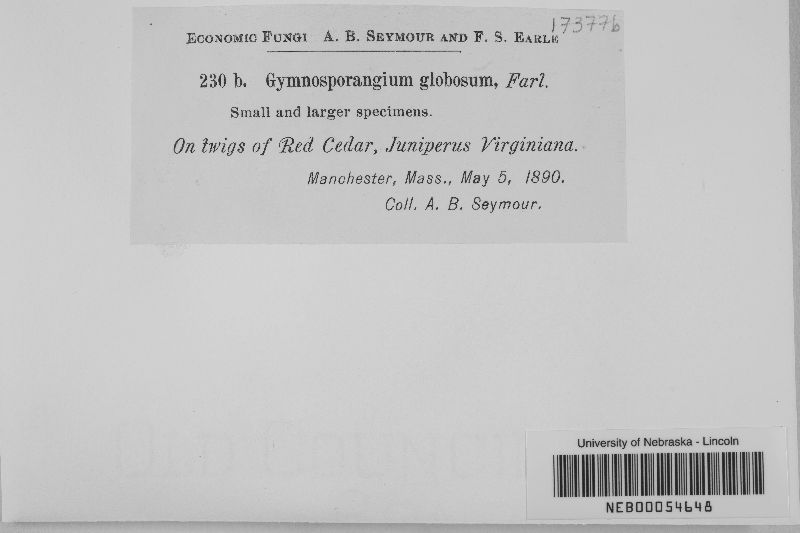 173776
ECONOMIC FUNGI A. B. SEYMOUR AND F. S. EARLE
230 b. Gymnosporangium globosum, Farl.
Small and larger specimens.
On twigs of Red Cedar, Juniperus Virginiana.
Manchester, Mass., May 5, 1890.
Coll. A. B. Seymour.
University of Nebraska - Lincoln
NEB00054648